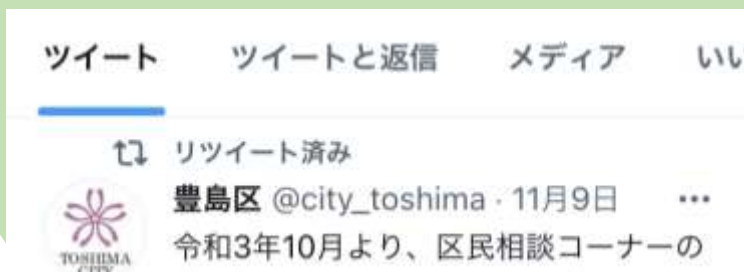 ツイート ツイートと返信 メディア いい
リツイート済み
豊島区 @city_toshima · 11月9日 …
令和3年10月より、区民相談コーナーの
TOSHIMA
CITY